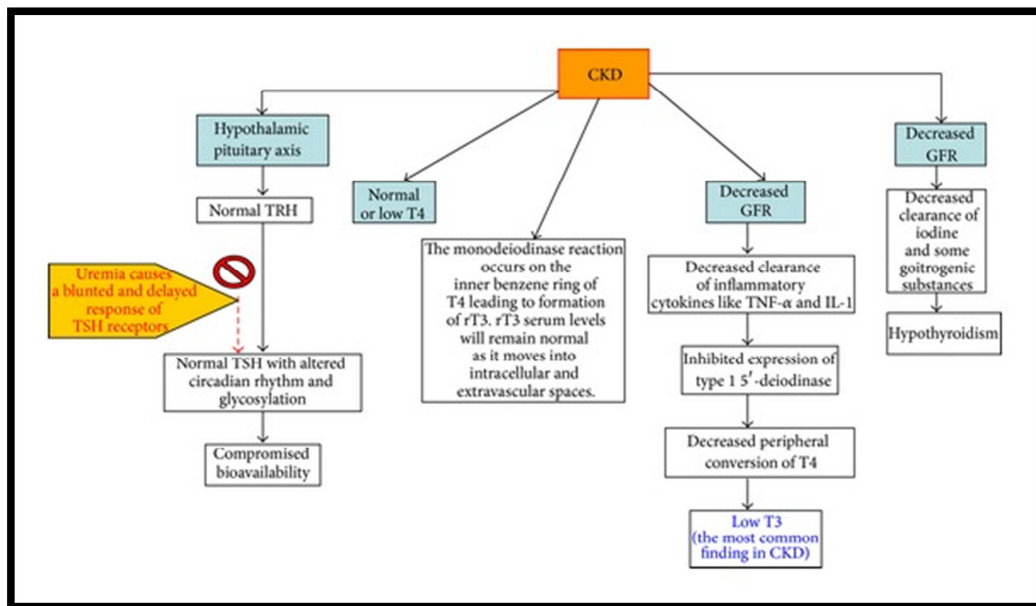 CKD
Hypothalamic
pituitary axis
Normal TRH
Uremia causes
a blunted and delayed
response of
TSH receptors
Normal TSH with altered
circadian rhythm and
glycosylation
Compromised
bioavailability
Normal
or low T4
The monodeiodinase reaction
occurs on the
inner benzene ring of
T4 leading to formation
of rT3. rT3 serum levels
will remain normal
as it moves into
intracellular and
extravascular spaces.
Decreased
GFR
Decreased clearance
of inflammatory
cytokines like TNF-α and IL-1
Inhibited expression of
type 1 5′-deiodinase
Decreased peripheral
conversion of T4
Low T3
(the most common
finding in CKD)
Decreased
GFR
Decreased
clearance of
iodine
and some
goitrogenic
substances
Hypothyroidism